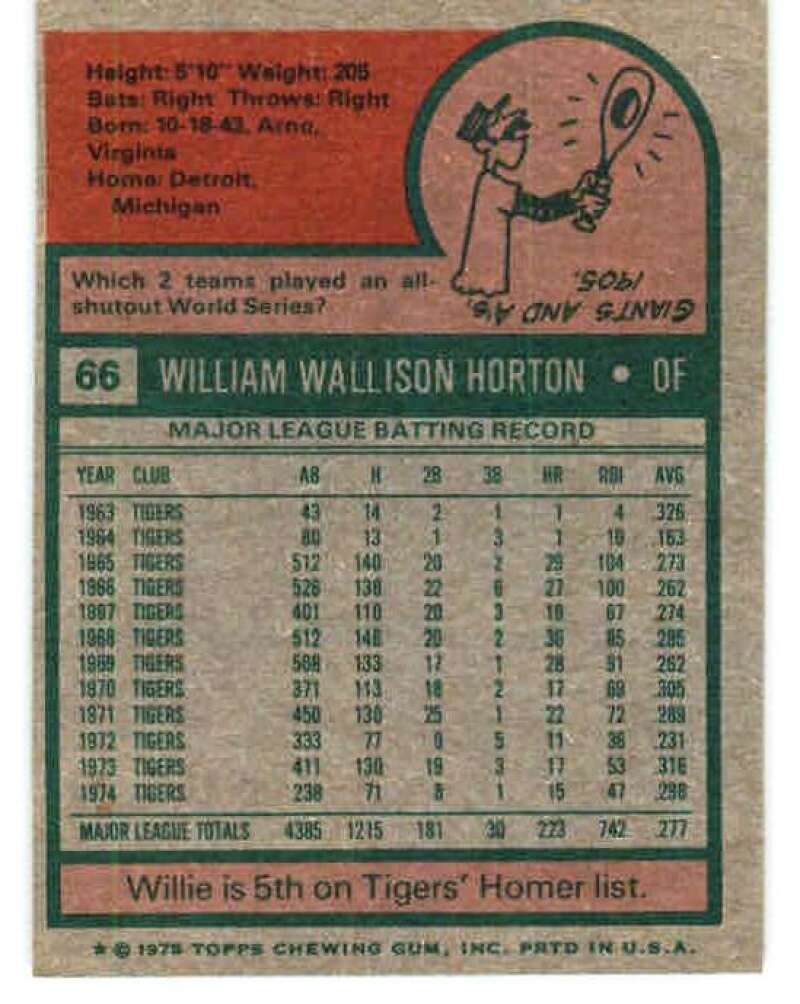 Height: 5'10" Weight: 205
Bats: Right Throws: Right
Born: 10-18-42, Arno,
Virginia
Home: Detroit,
Michigan
Which 2 teams played an all-
shutout World Series?
GIANTS AND A'S,
1905.
66 WILLIAM WALLISON HORTON • OF
MAJOR LEAGUE BATTING RECORD
YEAR CLUB AB H 2B 3B HR RBI AVG
1963 TIGERS 43 14 2 1 1 4 .326
1964 TIGERS 80 13 1 3 1 10 .163
1965 TIGERS 512 140 20 2 29 104 .273
1966 TIGERS 526 138 22 6 27 100 .262
1967 TIGERS 401 110 20 3 19 67 .274
1968 TIGERS 512 146 20 2 36 85 .285
1969 TIGERS 508 133 17 1 28 91 .262
1970 TIGERS 371 113 18 2 17 69 .305
1971 TIGERS 450 130 25 1 22 72 .289
1972 TIGERS 333 77 9 5 11 36 .231
1973 TIGERS 411 130 19 3 17 53 .316
1974 TIGERS 238 71 8 1 15 47 .298
MAJOR LEAGUE TOTALS 4385 1215 181 30 223 742 .277
Willie is 5th on Tigers' Homer list.
* © 1975 TOPPS CHEWING GUM, INC. PRTD IN U.S.A.